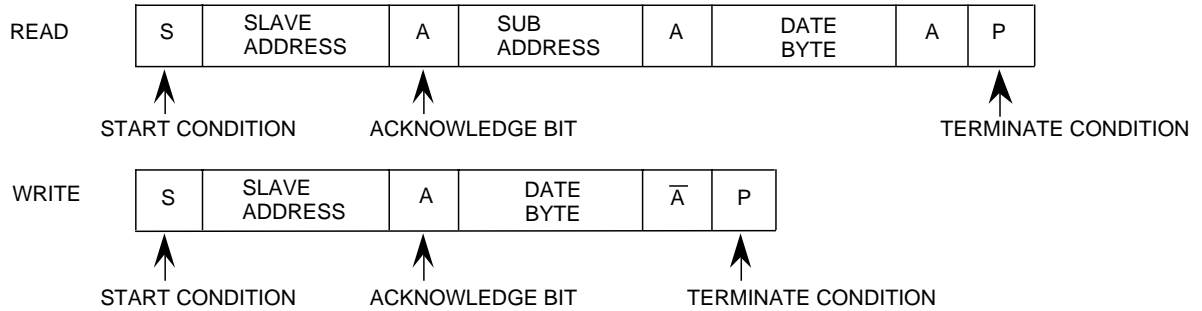 READ S SLAVE ADDRESS A SUB ADDRESS A DATE BYTE A P
START CONDITION ACKNOWLEDGE BIT TERMINATE CONDITION
WRITE S SLAVE ADDRESS A DATE BYTE A̅ P
START CONDITION ACKNOWLEDGE BIT TERMINATE CONDITION